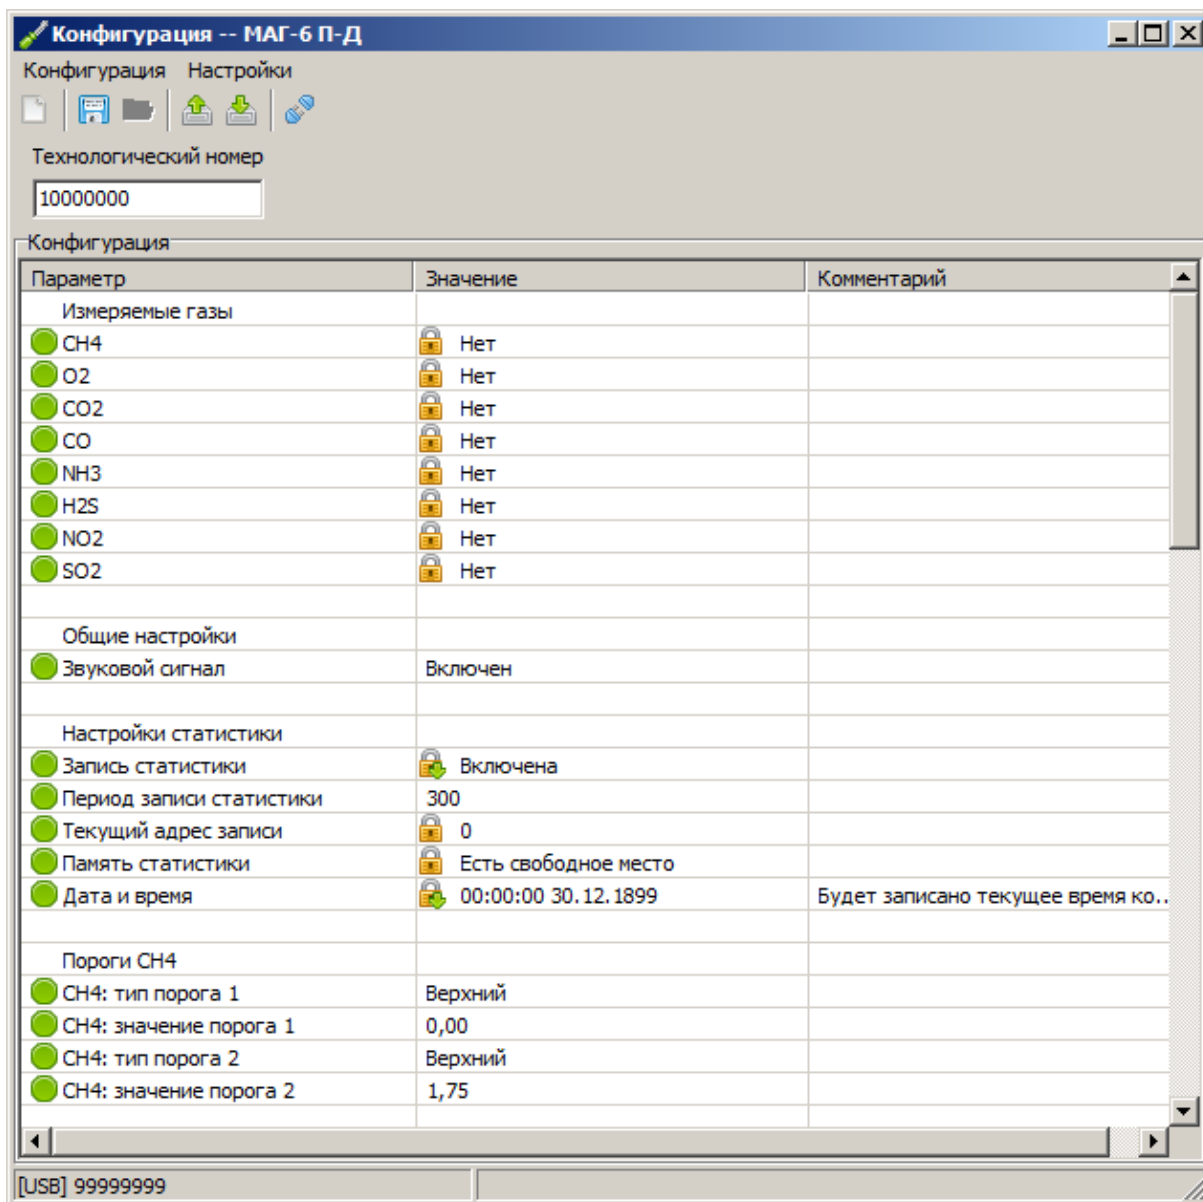 Конфигурация -- МАГ-6 П-Д
Конфигурация Настройки
Технологический номер
10000000
Конфигурация
Параметр Значение Комментарий
Измеряемые газы
CH4 Нет
O2 Нет
CO2 Нет
CO Нет
NH3 Нет
H2S Нет
NO2 Нет
SO2 Нет
Общие настройки
Звуковой сигнал Включен
Настройки статистики
Запись статистики Включена
Период записи статистики 300
Текущий адрес записи 0
Память статистики Есть свободное место
Дата и время 00:00:00 30.12.1899 Будет записано текущее время ко...
Пороги CH4
CH4: тип порога 1 Верхний
CH4: значение порога 1 0,00
CH4: тип порога 2 Верхний
CH4: значение порога 2 1,75
[USB] 99999999